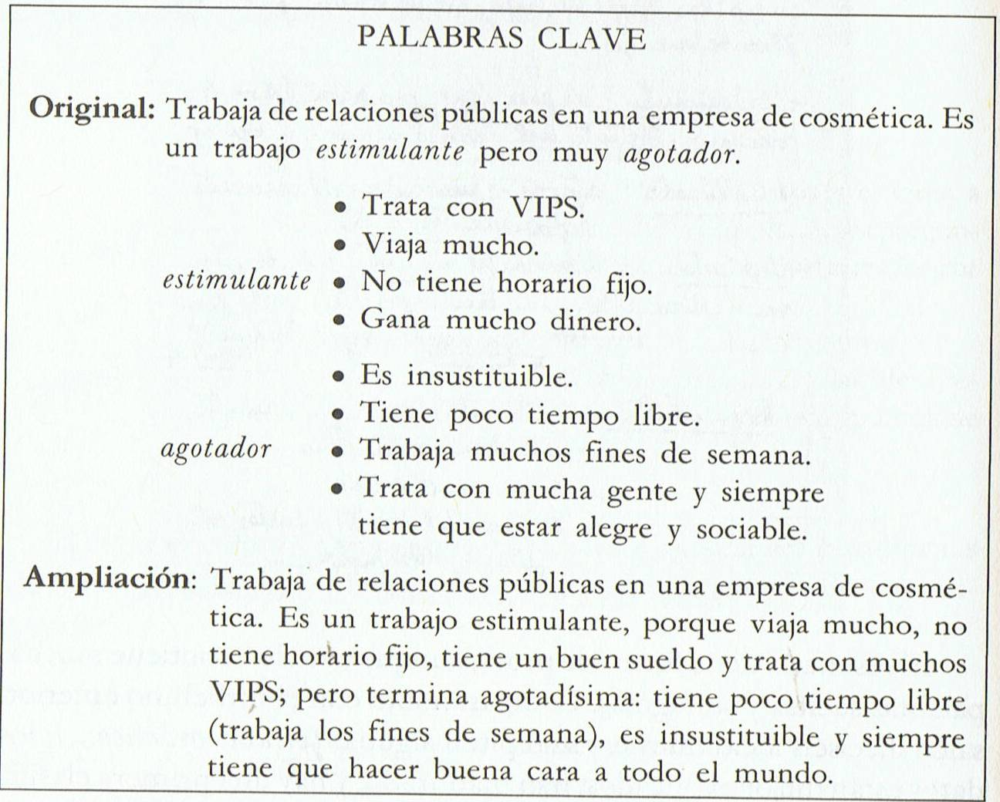 PALABRAS CLAVE
Original: Trabaja de relaciones públicas en una empresa de cosmética. Es
un trabajo estimulante pero muy agotador.
• Trata con VIPS.
• Viaja mucho.
estimulante • No tiene horario fijo.
• Gana mucho dinero.
• Es insustituible.
• Tiene poco tiempo libre.
agotador • Trabaja muchos fines de semana.
• Trata con mucha gente y siempre
tiene que estar alegre y sociable.
Ampliación: Trabaja de relaciones públicas en una empresa de cosmé-
tica. Es un trabajo estimulante, porque viaja mucho, no
tiene horario fijo, tiene un buen sueldo y trata con muchos
VIPS; pero termina agotadísima: tiene poco tiempo libre
(trabaja los fines de semana), es insustituible y siempre
tiene que hacer buena cara a todo el mundo.